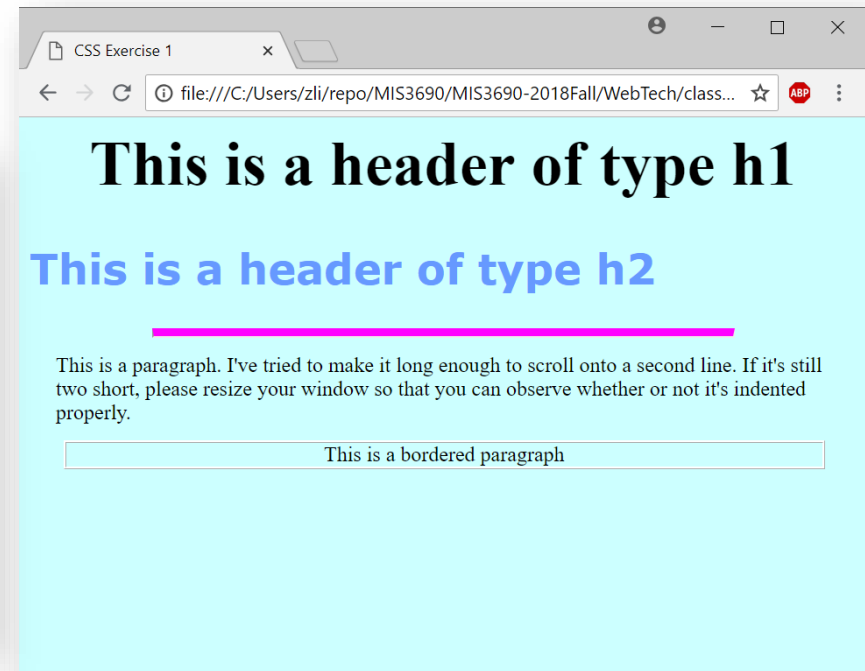 CSS Exercise 1
file:///C:/Users/zli/repo/MIS3690/MIS3690-2018Fall/WebTech/class...
ABP
This is a header of type h1
This is a header of type h2
This is a paragraph. I've tried to make it long enough to scroll onto a second line. If it's still
two short, please resize your window so that you can observe whether or not it's indented
properly.
This is a bordered paragraph